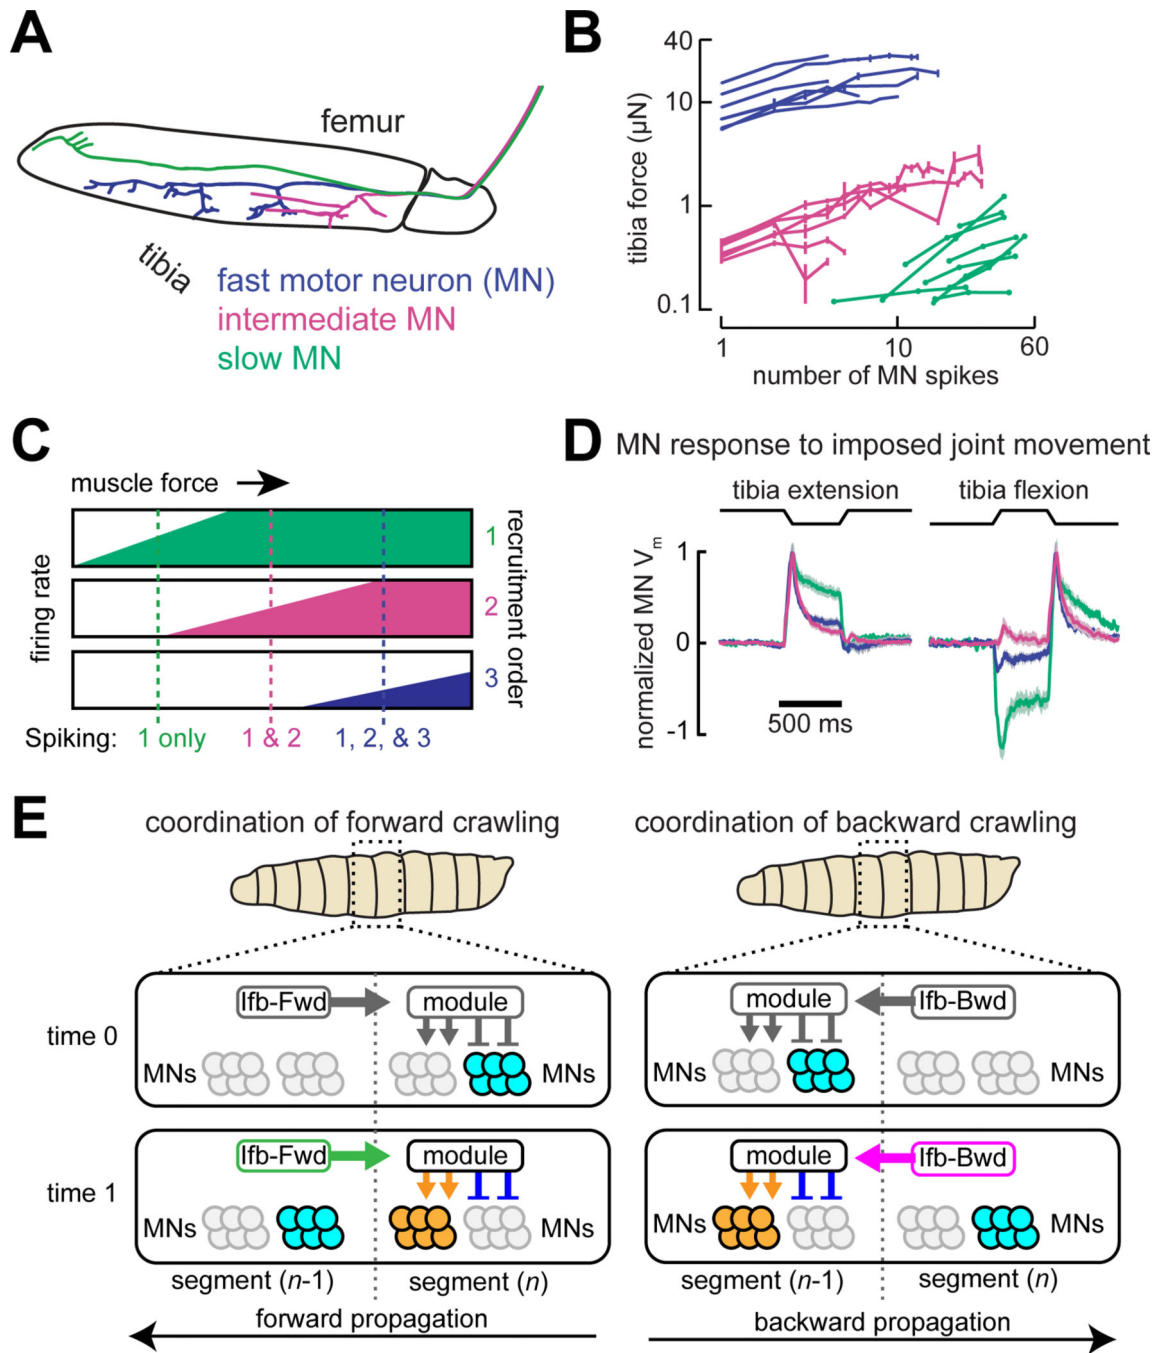 A
femur
tibia
fast motor neuron (MN)
intermediate MN
slow MN
B
40
10
1
0.1
tibia force (µN)
1
10
60
number of MN spikes
C
muscle force
firing rate
1
2
3
recruitment order
Spiking:
1 only
1 & 2
1, 2, & 3
D
MN response to imposed joint movement
tibia extension
tibia flexion
normalized MN Vm
1
0
-1
500 ms
E
coordination of forward crawling
coordination of backward crawling
time 0
Ifb-Fwd
module
MNs
MNs
module
Ifb-Bwd
MNs
MNs
time 1
Ifb-Fwd
module
MNs
MNs
module
Ifb-Bwd
MNs
MNs
segment (n-1)
segment (n)
segment (n-1)
segment (n)
forward propagation
backward propagation